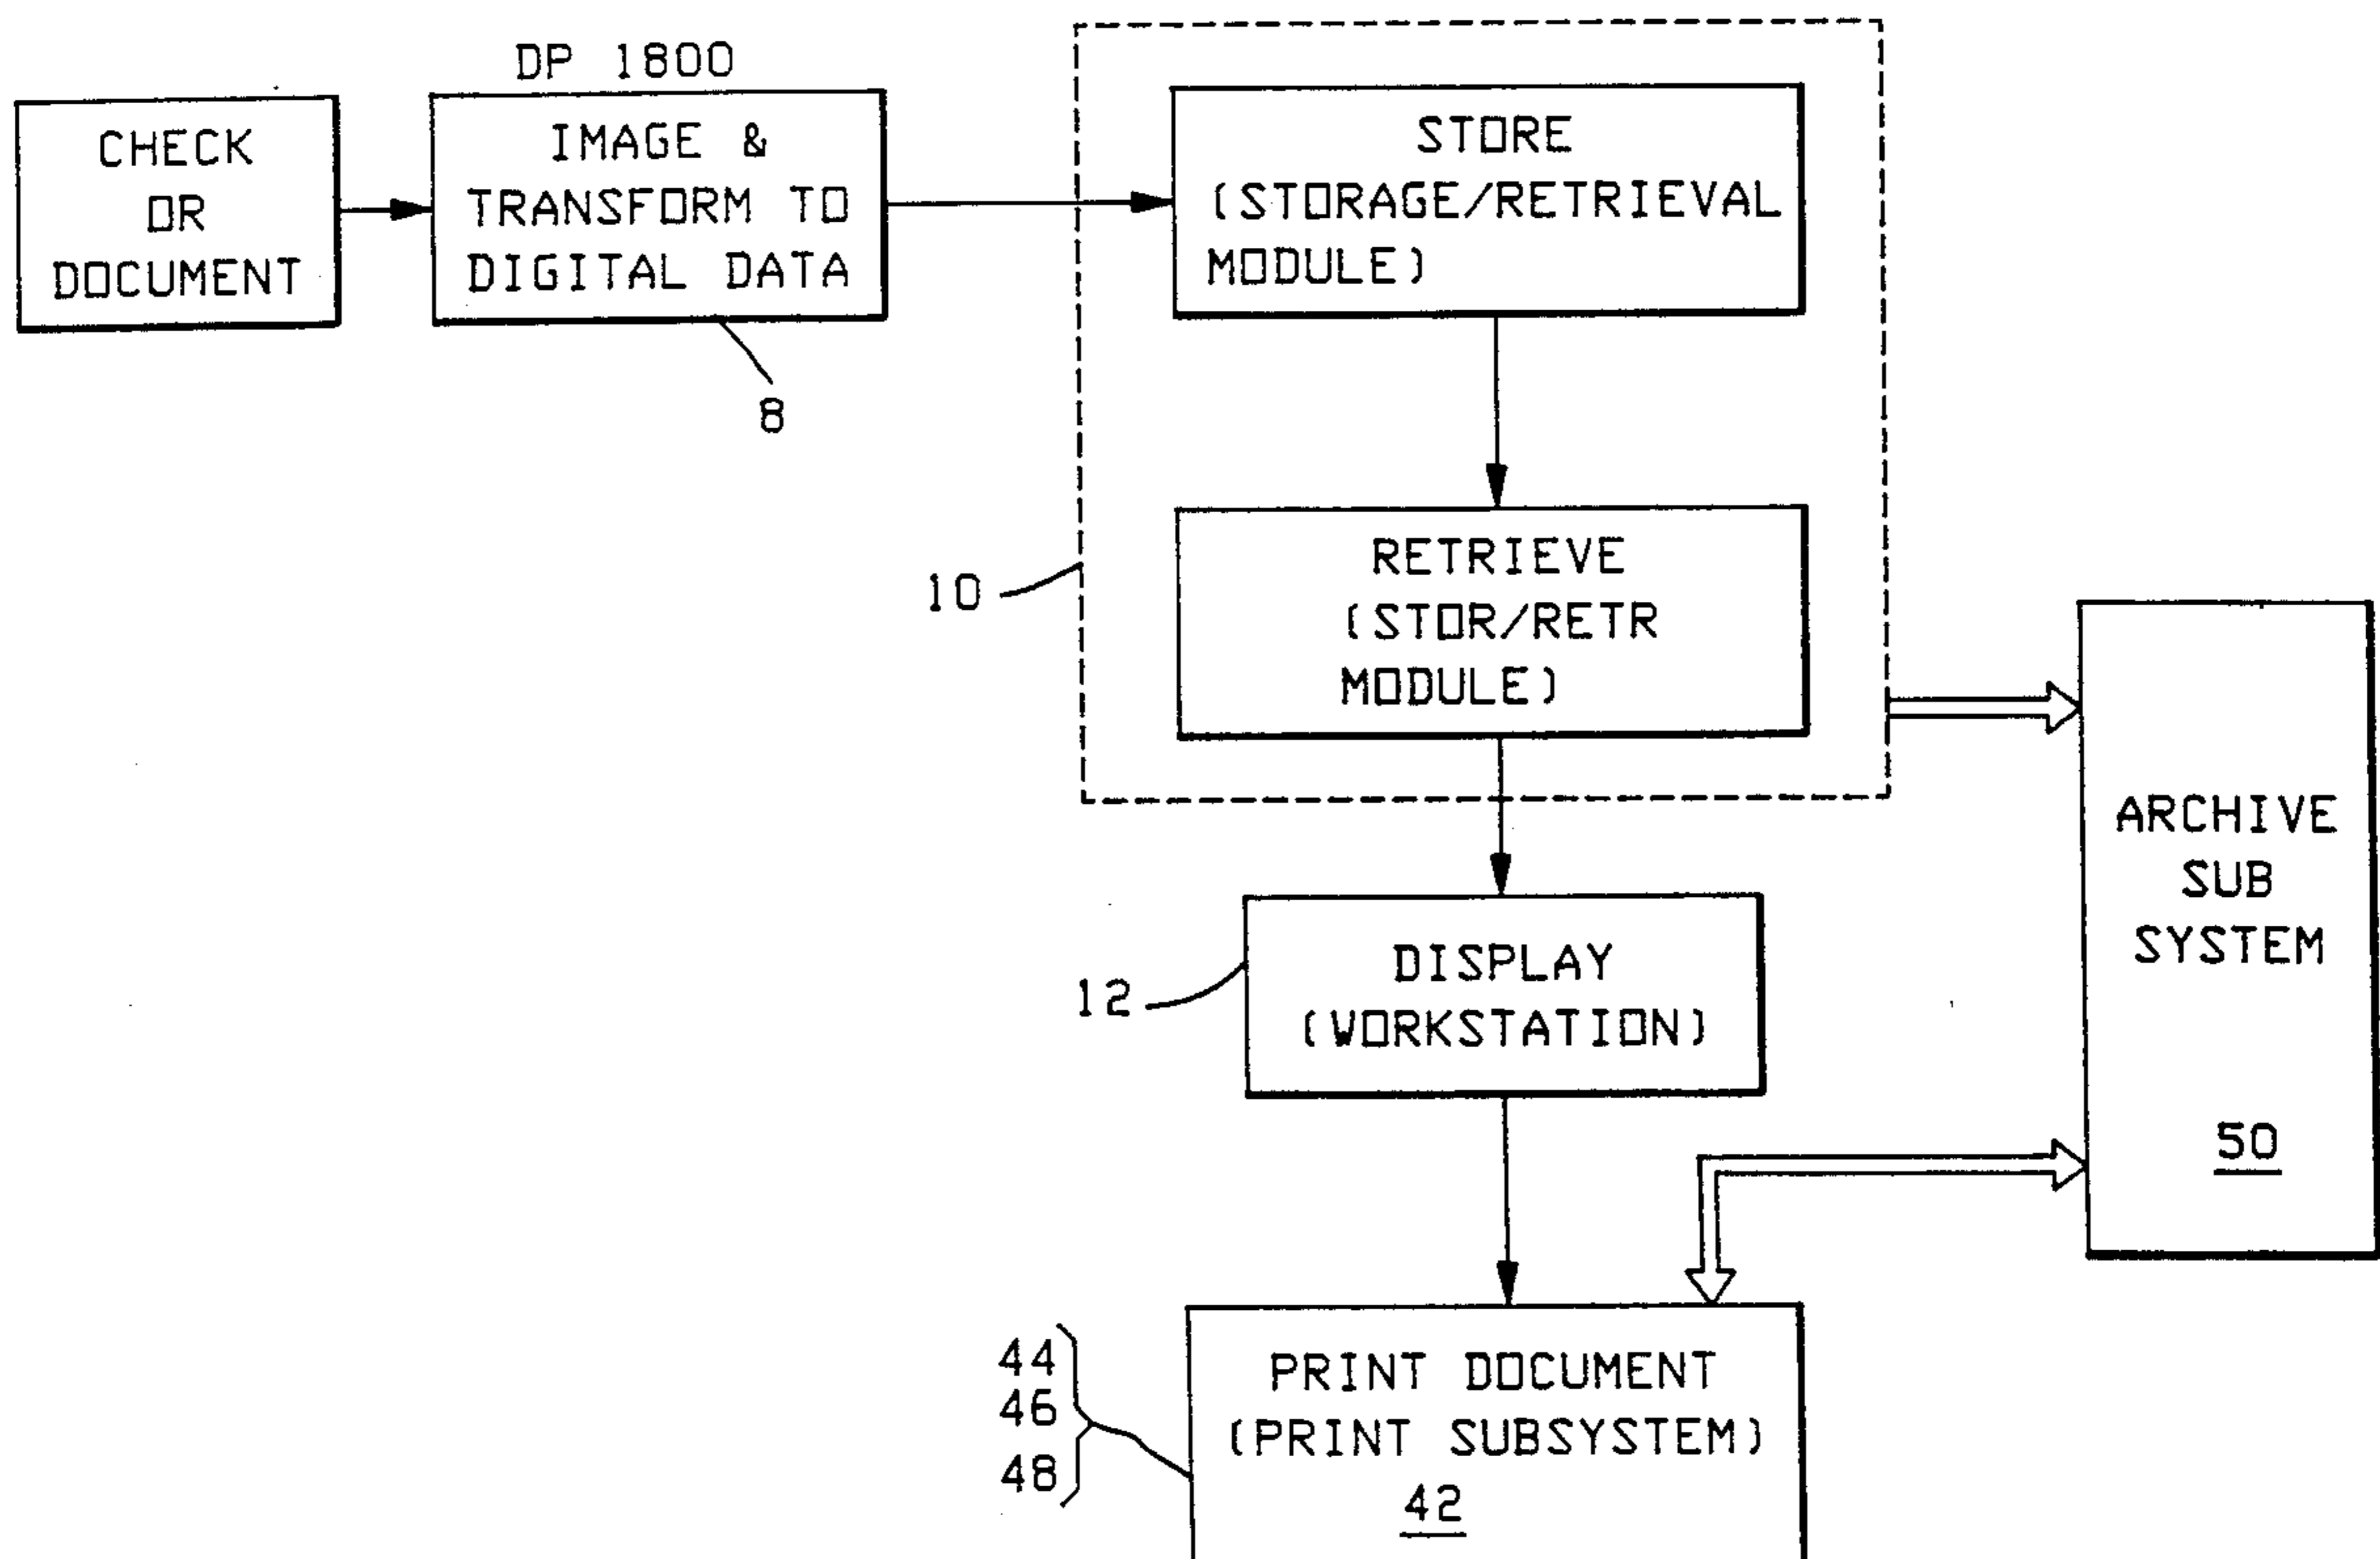 DP 1800
CHECK
OR
DOCUMENT
IMAGE &
TRANSFORM TO
DIGITAL DATA
8
STORE
(STORAGE/RETRIEVAL
MODULE)
10
RETRIEVE
(STOR/RETR
MODULE)
ARCHIVE
SUB
SYSTEM
50
12
DISPLAY
(WORKSTATION)
44
46
48
PRINT DOCUMENT
(PRINT SUBSYSTEM)
42